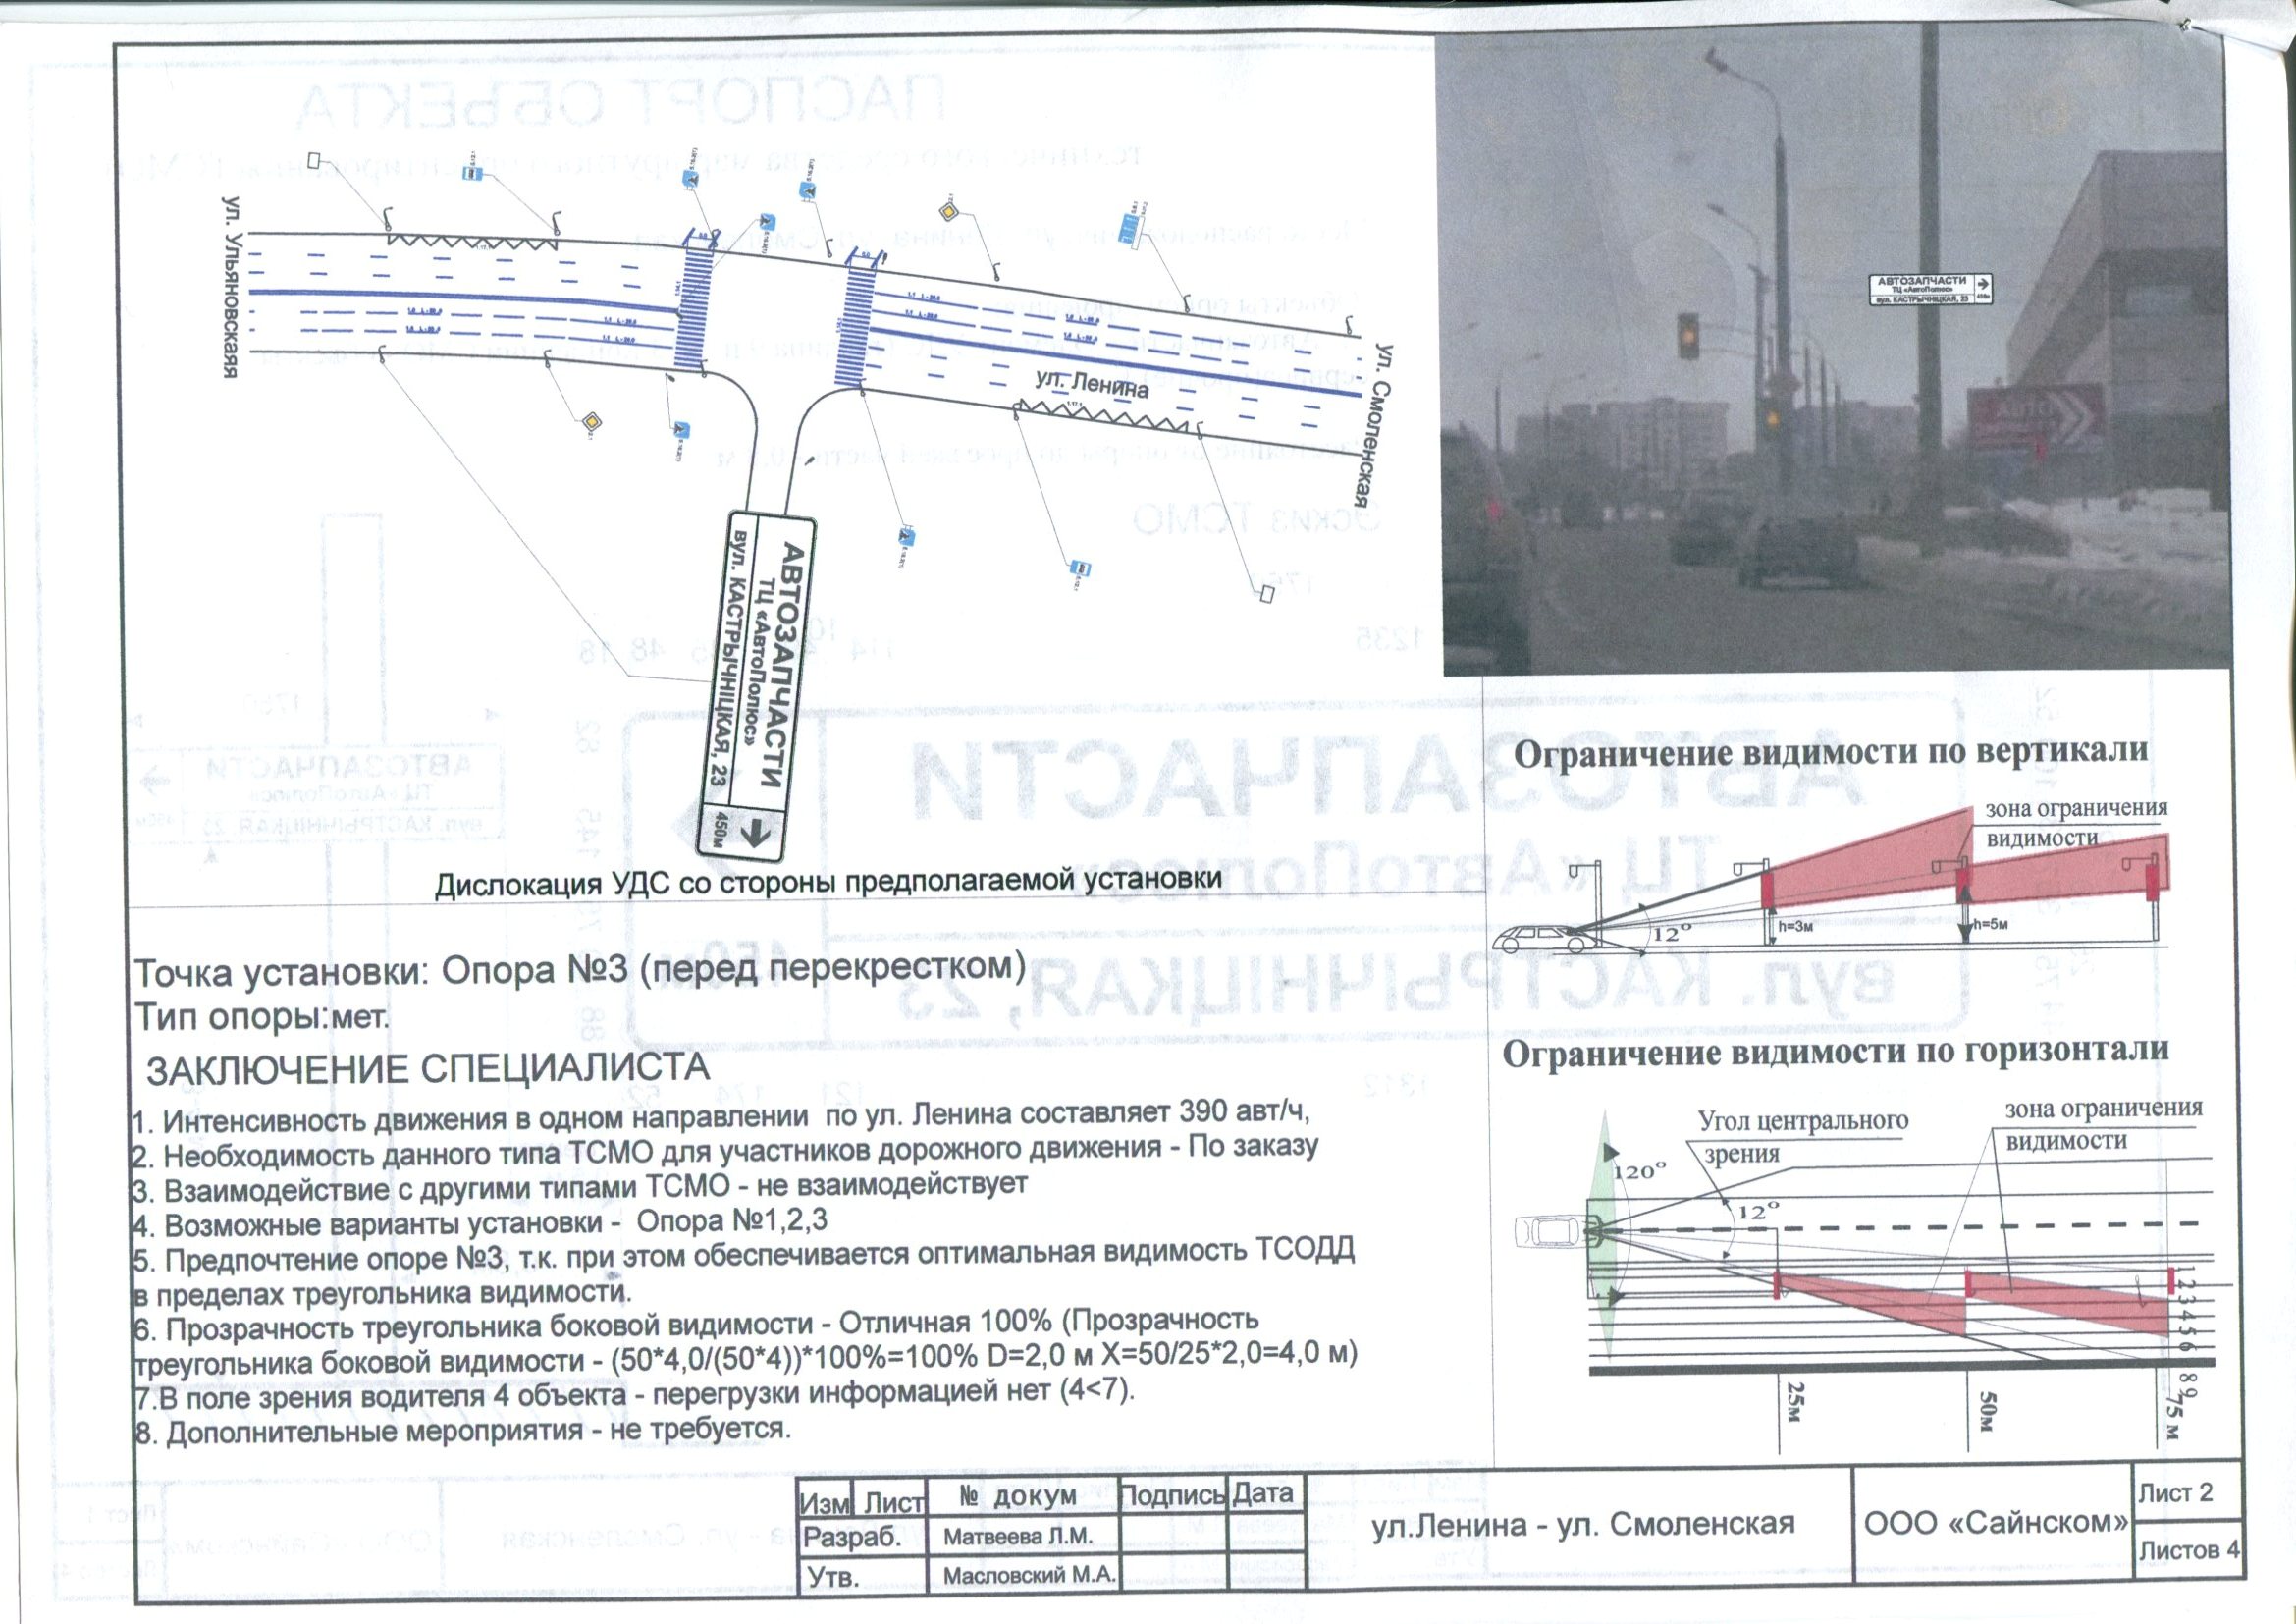 ул. Ульяновская
ул. Ленина
ул. Смоленская
АВТОЗАПЧАСТИ
ТЦ «АвтоПолюс»
вул. КАСТРЫЧНІЦКАЯ, 23
450м
Дислокация УДС со стороны предполагаемой установки
АВТОЗАПЧАСТИ
ТЦ «АвтоПолюс»
вул. КАСТРЫЧНІЦКАЯ, 23
450м
Точка установки: Опора №3 (перед перекрестком)
Тип опоры:мет.
ЗАКЛЮЧЕНИЕ СПЕЦИАЛИСТА
1. Интенсивность движения в одном направлении по ул. Ленина составляет 390 авт/ч,
2. Необходимость данного типа ТСМО для участников дорожного движения - По заказу
3. Взаимодействие с другими типами ТСМО - не взаимодействует
4. Возможные варианты установки - Опора №1,2,3
5. Предпочтение опоре №3, т.к. при этом обеспечивается оптимальная видимость ТСОДД
в пределах треугольника видимости.
6. Прозрачность треугольника боковой видимости - Отличная 100% (Прозрачность
треугольника боковой видимости - (50*4,0/(50*4))*100%=100% D=2,0 м X=50/25*2,0=4,0 м)
7.В поле зрения водителя 4 объекта - перегрузки информацией нет (4<7).
8. Дополнительные мероприятия - не требуется.
Ограничение видимости по вертикали
зона ограничения
видимости
12°
h=3м
h=5м
Ограничение видимости по горизонтали
Угол центрального
зрения
зона ограничения
видимости
120°
12°
1 2 3 4 5 6
8 9
25м
50м
75 м
Изм Лист № докум Подпись Дата
Разраб. Матвеева Л.М.
Утв. Масловский М.А.
ул.Ленина - ул. Смоленская
ООО «Сайнском»
Лист 2
Листов 4